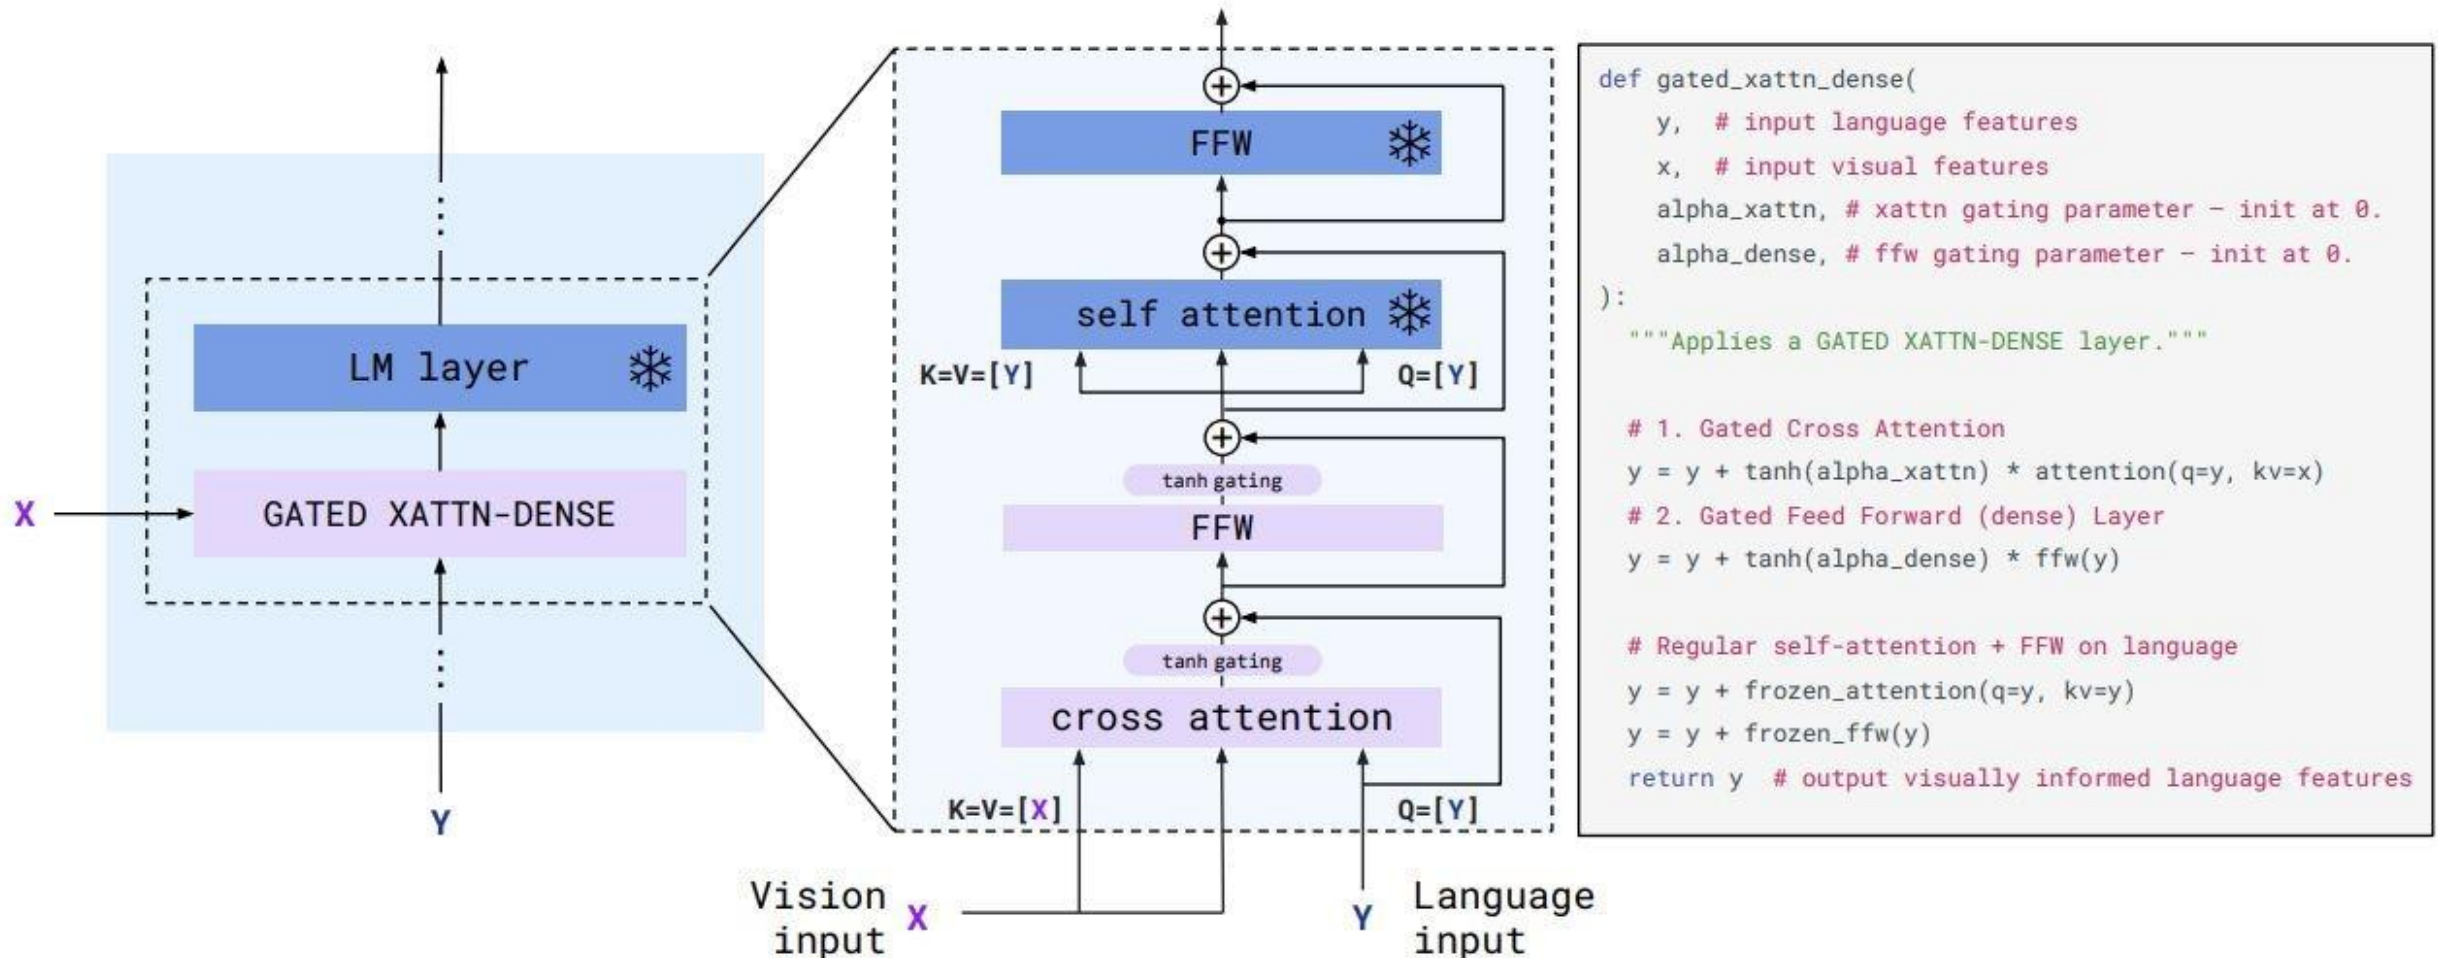 LM layer
GATED XATTN-DENSE
X
Y
FFW
self attention
K=V=[Y]
Q=[Y]
tanh gating
FFW
tanh gating
cross attention
K=V=[X]
Q=[Y]
Vision
input
X
Y
Language
input
def gated_xattn_dense(
y, # input language features
x, # input visual features
alpha_xattn, # xattn gating parameter – init at 0.
alpha_dense, # ffw gating parameter – init at 0.
):
"""Applies a GATED XATTN-DENSE layer."""
# 1. Gated Cross Attention
y = y + tanh(alpha_xattn) * attention(q=y, kv=x)
# 2. Gated Feed Forward (dense) Layer
y = y + tanh(alpha_dense) * ffw(y)
# Regular self-attention + FFW on language
y = y + frozen_attention(q=y, kv=y)
y = y + frozen_ffw(y)
return y # output visually informed language features